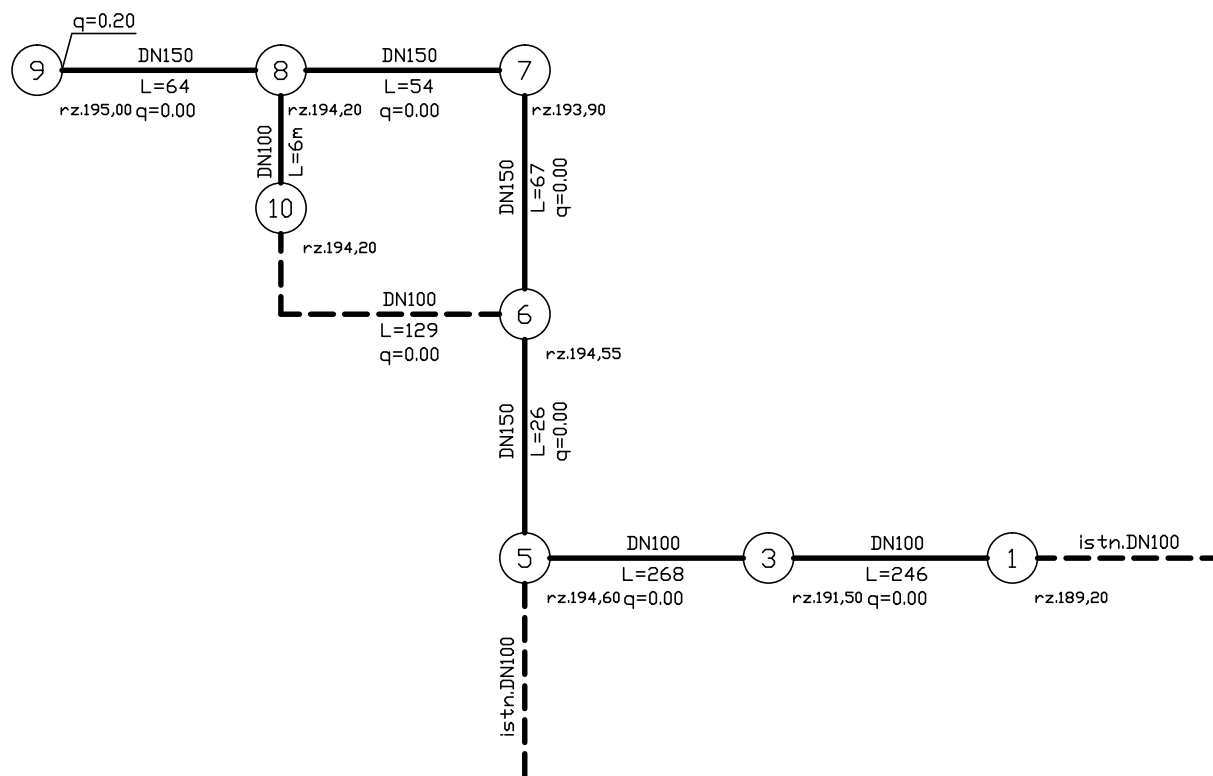 q=0.20
DN150
DN150
9
8
7
L=64
L=54
rz.195,00
q=0.00
rz.194,20
q=0.00
rz.193,90
DN100
L=6m
DN150
L=67
q=0.00
10
rz.194,20
DN100
6
L=129
q=0.00
rz.194,55
DN150
L=26
q=0.00
DN100
DN100
istn.DN100
5
3
1
L=268
L=246
rz.194,60
q=0.00
rz.191,50
q=0.00
rz.189,20
istn.DN100